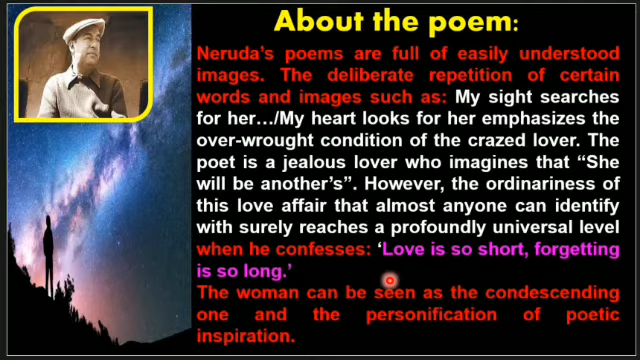 About the poem:
Neruda's poems are full of easily understood
images. The deliberate repetition of certain
words and images such as: My sight searches
for her.../My heart looks for her emphasizes the
over-wrought condition of the crazed lover. The
poet is a jealous lover who imagines that “She
will be another's”. However, the ordinariness of
this love affair that almost anyone can identify
with surely reaches a profoundly universal level
when he confesses: ‘Love is so short, forgetting
is so long.’
The woman can be seen as the condescending
one and the personification of poetic
inspiration.